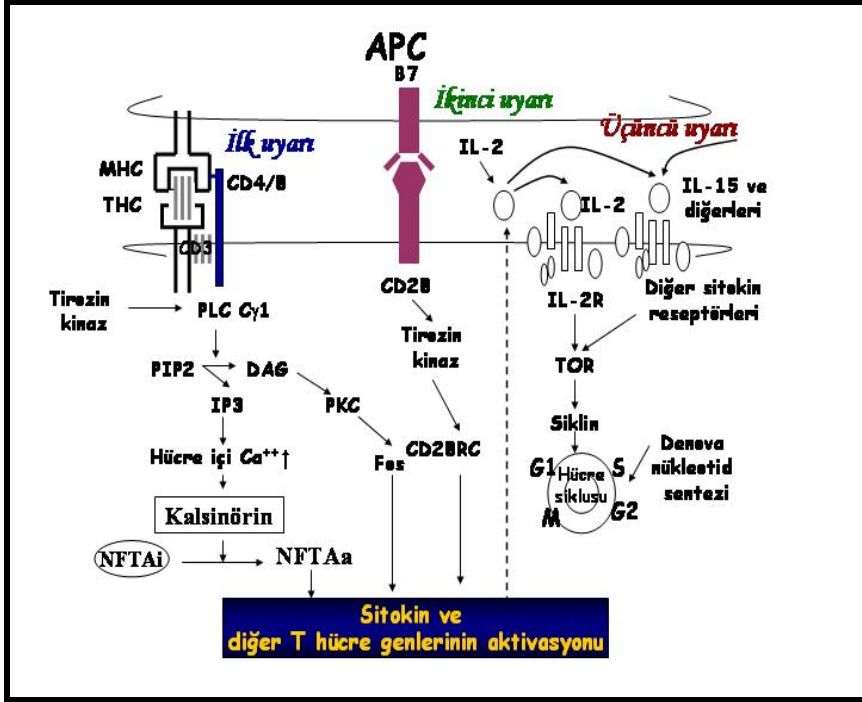 APC
B7
İkinci uyarı
Üçüncü uyarı
İlk uyarı
IL-2
MHC
CD4/8
THC
IL-2
IL-15 ve
diğerleri
CD3
CD28
IL-2R
Diğer sitokin
reseptörleri
Tirozin
kinaz
PLC Cγ1
Tirozin
kinaz
TOR
PIP2
DAG
IP3
PKC
Siklin
Hücre içi Ca++↑
Fos
CD28RC
G1
Hücre
siklusu
S
G2
M
Denova
nükleotid
sentezi
Kalsinörin
NFTAi
NFTAa
Sitokin ve
diğer T hücre genlerinin aktivasyonu